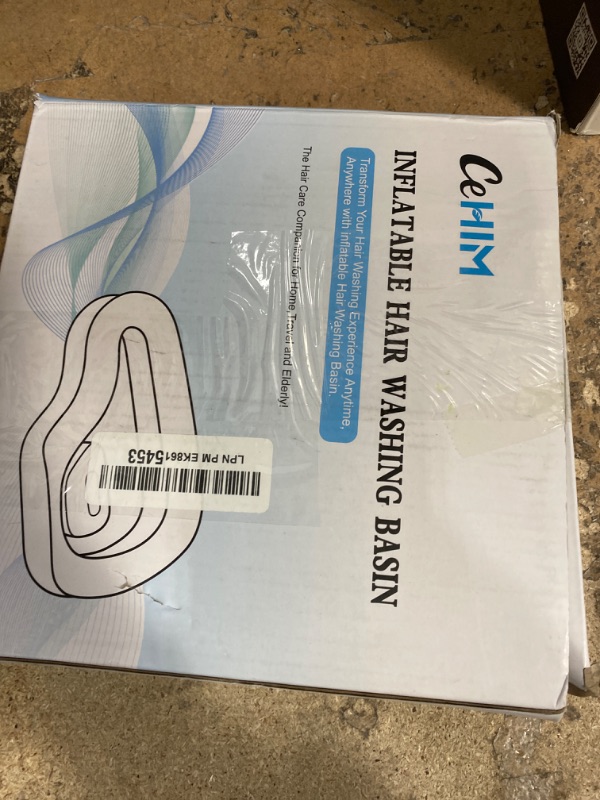 CeHIM
INFLATABLE HAIR WASHING BASIN
Transform Your Hair Washing Experience Anytime,
Anywhere with inflatable Hair Washing Basin.
The Hair Care Companion for Home,Travel and Elderly!
LPN PM EK8615453